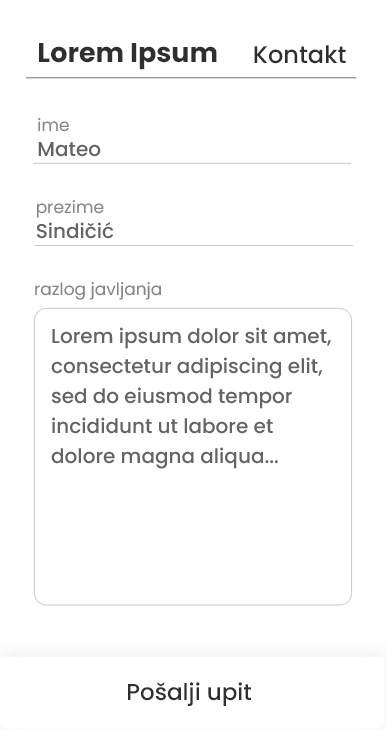 Lorem Ipsum Kontakt
ime
Mateo
prezime
Sindičić
razlog javljanja
Lorem ipsum dolor sit amet,
consectetur adipiscing elit,
sed do eiusmod tempor
incididunt ut labore et
dolore magna aliqua...
Pošalji upit